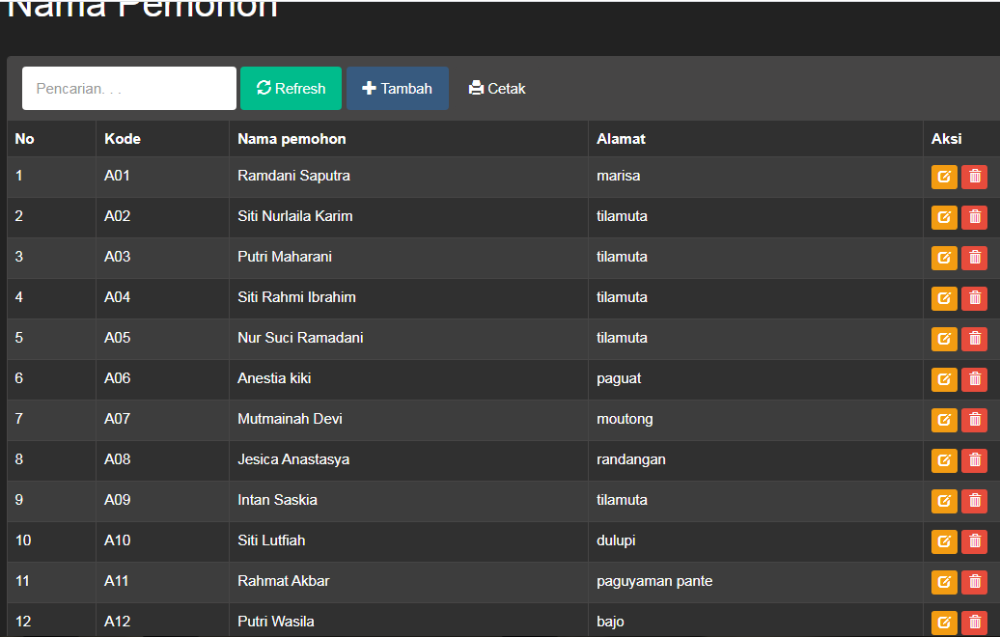 Nama Pemohon
Pencarian. . . Refresh Tambah Cetak
No Kode Nama pemohon Alamat Aksi
1 A01 Ramdani Saputra marisa
2 A02 Siti Nurlaila Karim tilamuta
3 A03 Putri Maharani tilamuta
4 A04 Siti Rahmi Ibrahim tilamuta
5 A05 Nur Suci Ramadani tilamuta
6 A06 Anestia kiki paguat
7 A07 Mutmainah Devi moutong
8 A08 Jesica Anastasya randangan
9 A09 Intan Saskia tilamuta
10 A10 Siti Lutfiah dulupi
11 A11 Rahmat Akbar paguyaman pante
12 A12 Putri Wasila bajo